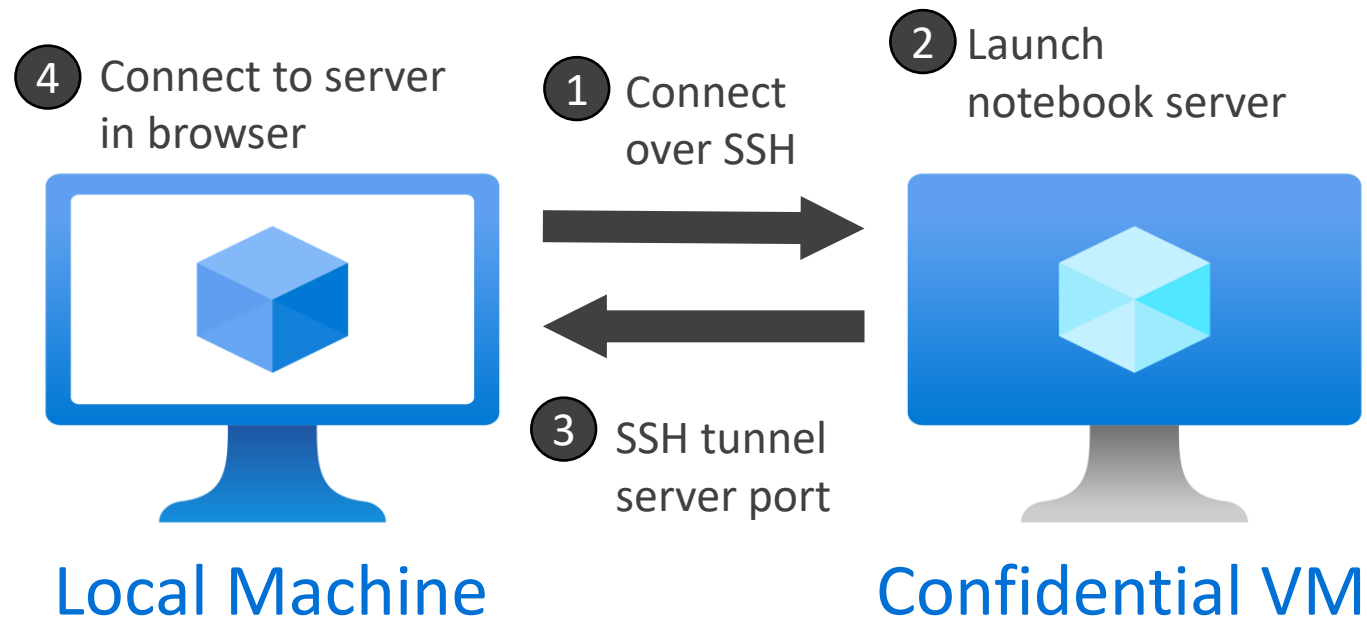 4 Connect to server
in browser
1 Connect
over SSH
2 Launch
notebook server
3 SSH tunnel
server port
Local Machine
Confidential VM